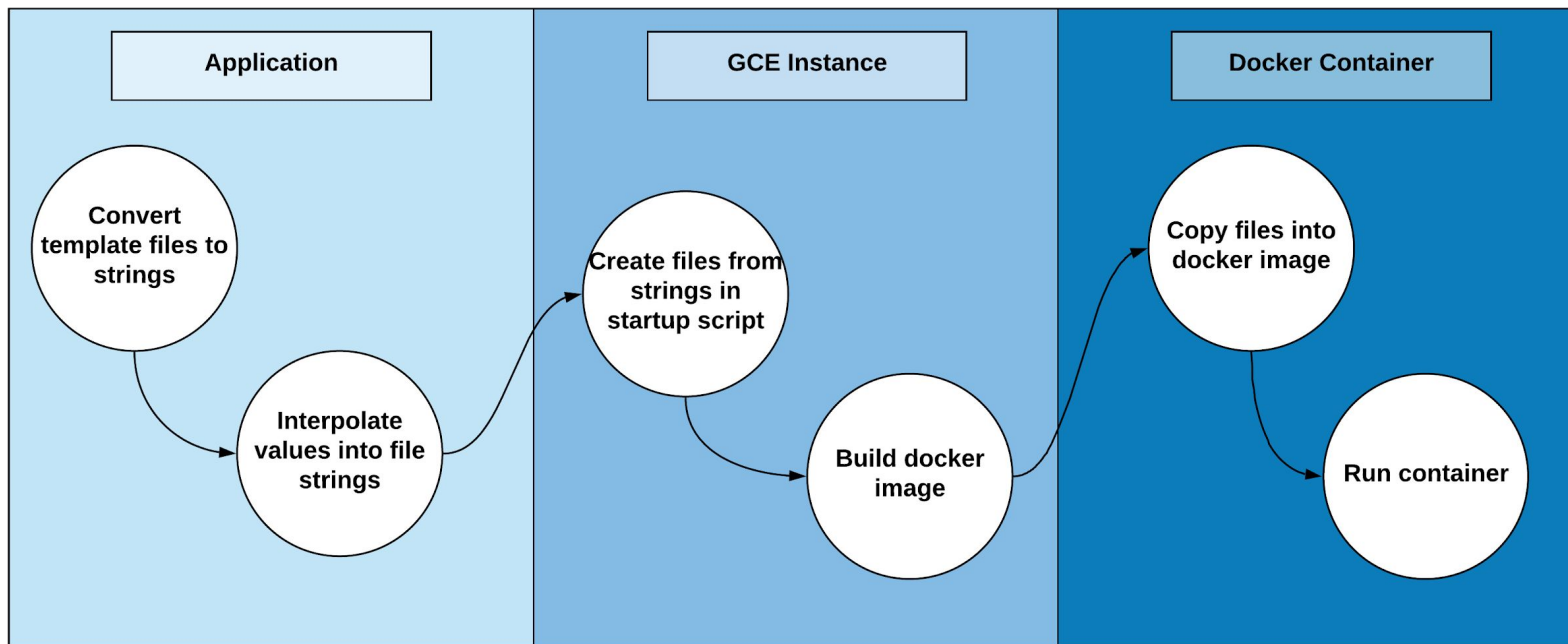 Application
GCE Instance
Docker Container
Convert
template files to
strings
Interpolate
values into file
strings
Create files from
strings in
startup script
Build docker
image
Copy files into
docker image
Run container